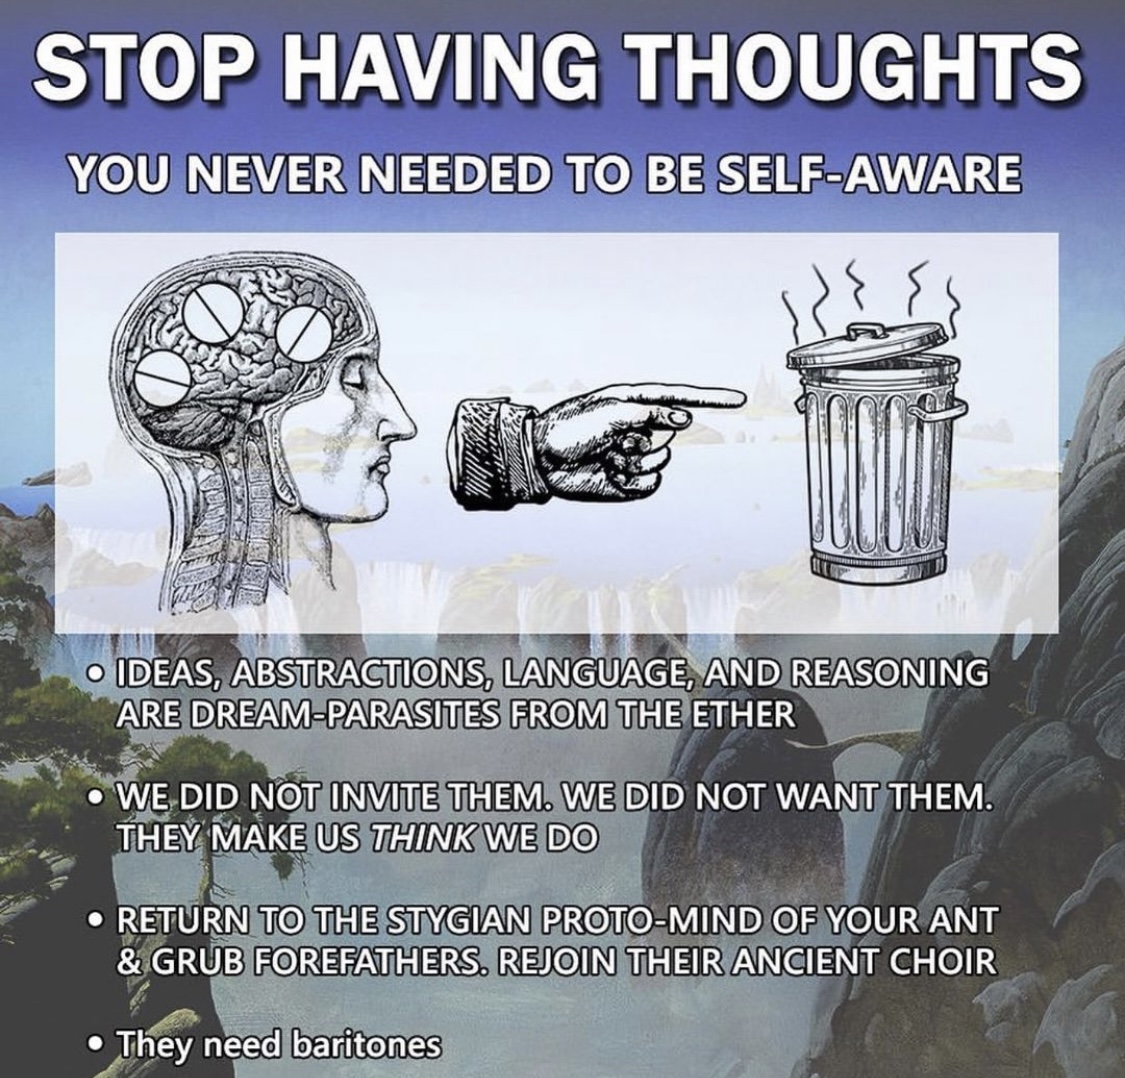 STOP HAVING THOUGHTS
YOU NEVER NEEDED TO BE SELF-AWARE
• IDEAS, ABSTRACTIONS, LANGUAGE, AND REASONING
ARE DREAM-PARASITES FROM THE ETHER
• WE DID NOT INVITE THEM. WE DID NOT WANT THEM.
THEY MAKE US THINK WE DO
• RETURN TO THE STYGIAN PROTO-MIND OF YOUR ANT
& GRUB FOREFATHERS. REJOIN THEIR ANCIENT CHOIR
• They need baritones